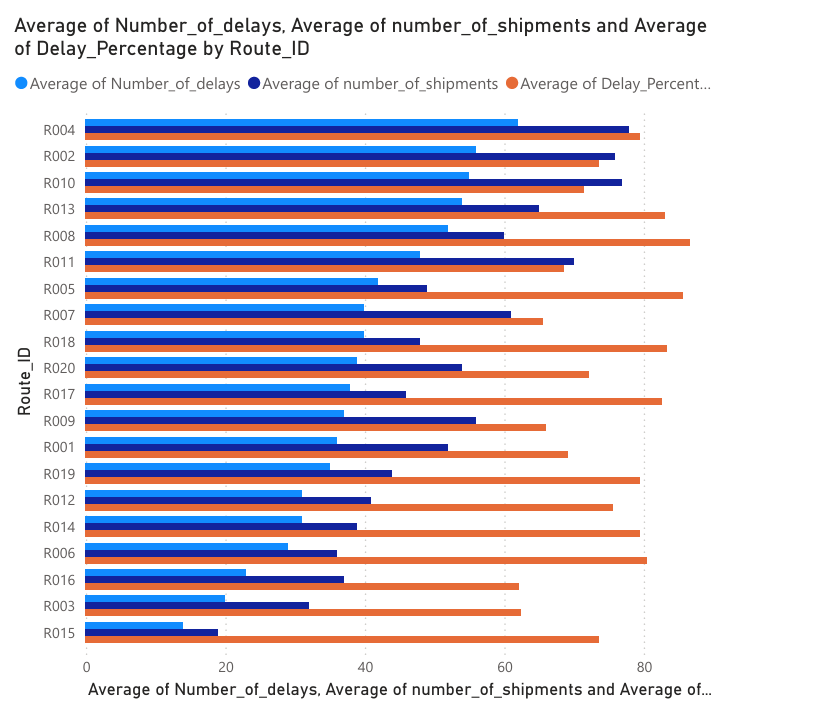 Average of Number_of_delays, Average of number_of_shipments and Average
of Delay_Percentage by Route_ID
Average of Number_of_delays Average of number_of_shipments Average of Delay_Percent...
R004
R002
R010
R013
R008
R011
R005
R007
R018
R020
R017
R009
R001
R019
R012
R014
R006
R016
R003
R015
Route_ID
0 20 40 60 80
Average of Number_of_delays, Average of number_of_shipments and Average of...